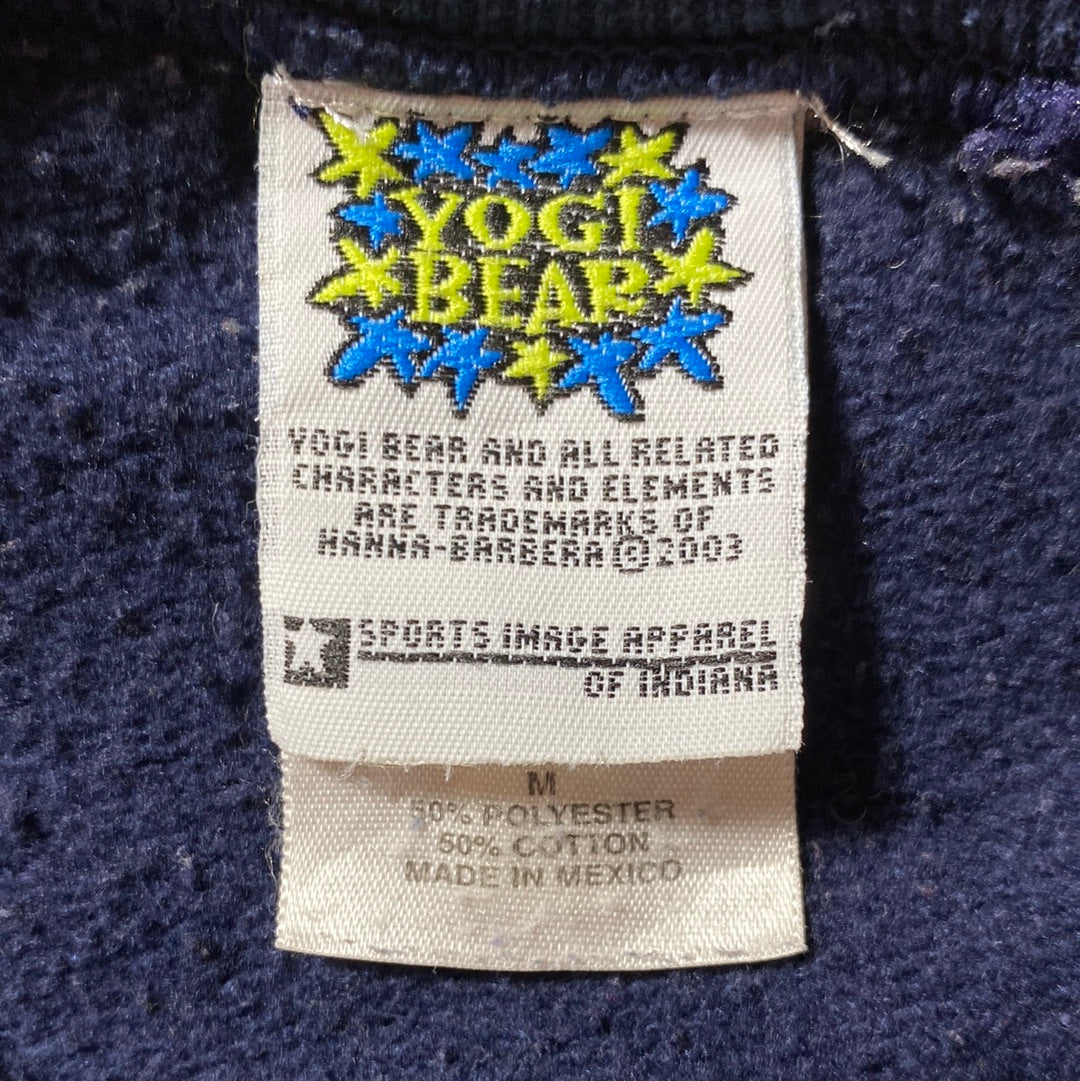 YOGI
BEAR
YOGI BEAR AND ALL RELATED
CHARACTERS AND ELEMENTS
ARE TRADEMARKS OF
HANNA-BARBERA © 2003
SPORTS IMAGE APPAREL
OF INDIANA
M
50% POLYESTER
50% COTTON
MADE IN MEXICO